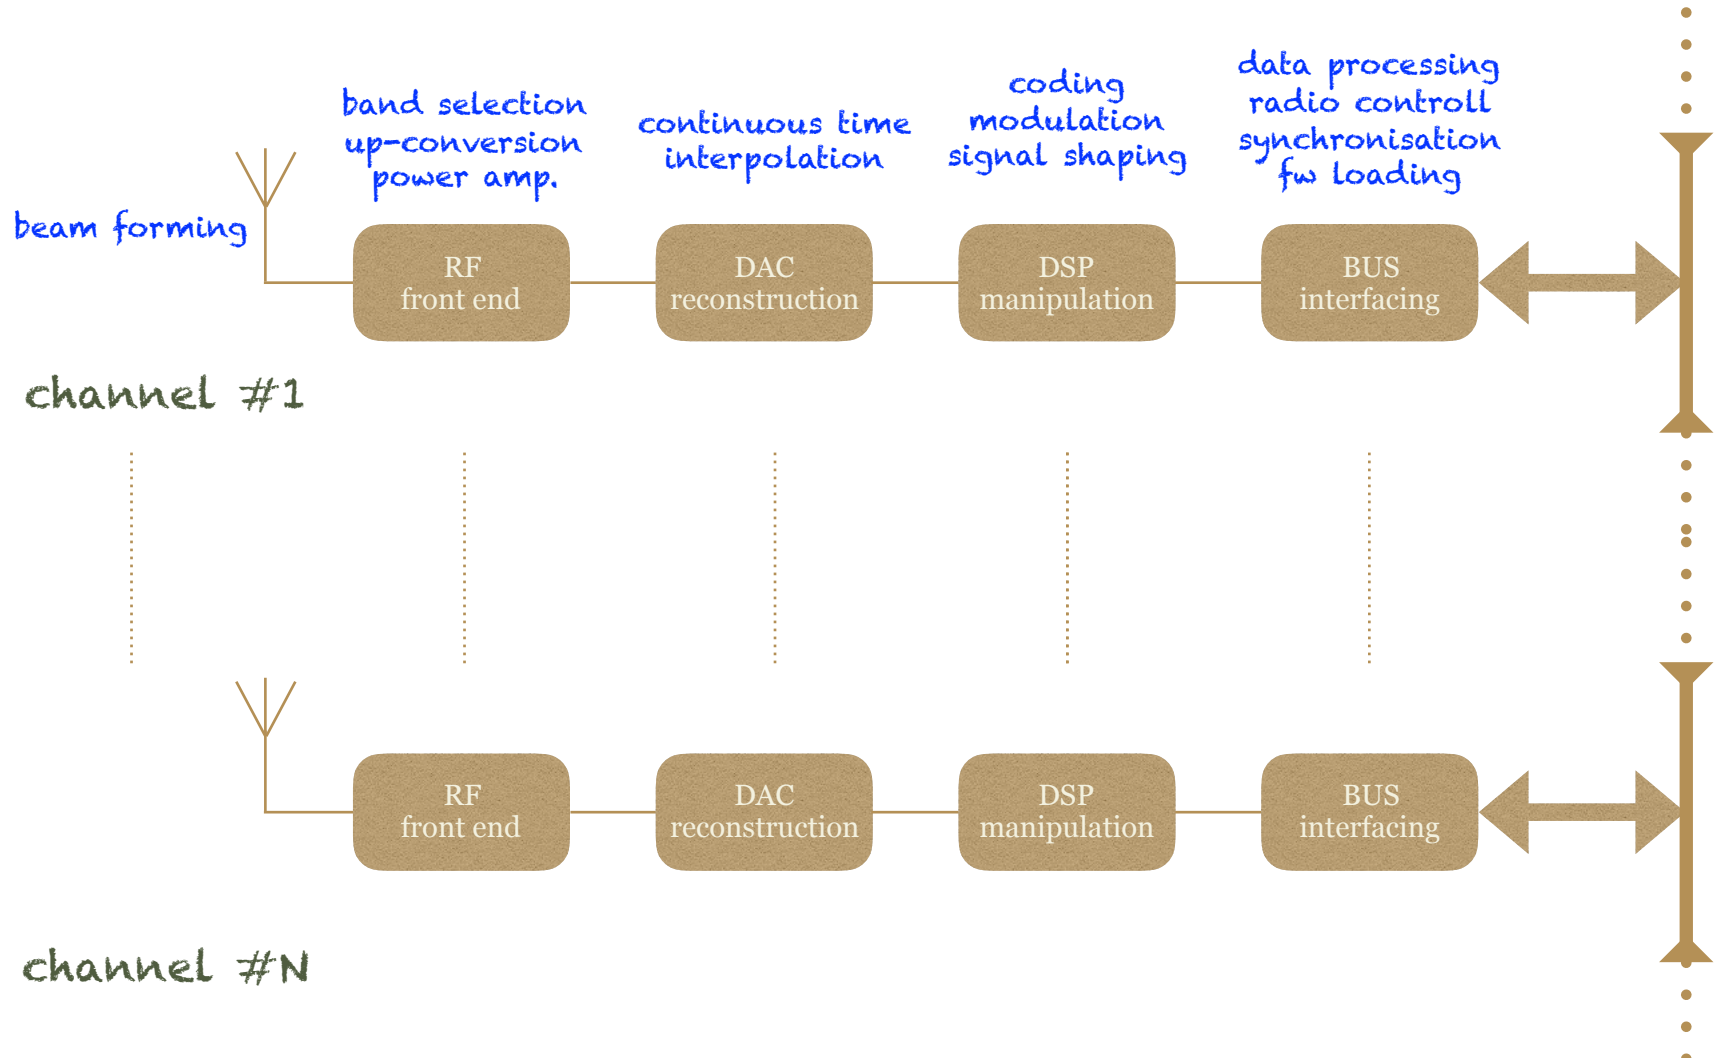 beam forming
band selection
up-conversion
power amp.
continuous time
interpolation
coding
modulation
signal shaping
data processing
radio controll
synchronisation
fw loading
RF
front end
DAC
reconstruction
DSP
manipulation
BUS
interfacing
channel #1
RF
front end
DAC
reconstruction
DSP
manipulation
BUS
interfacing
channel #N